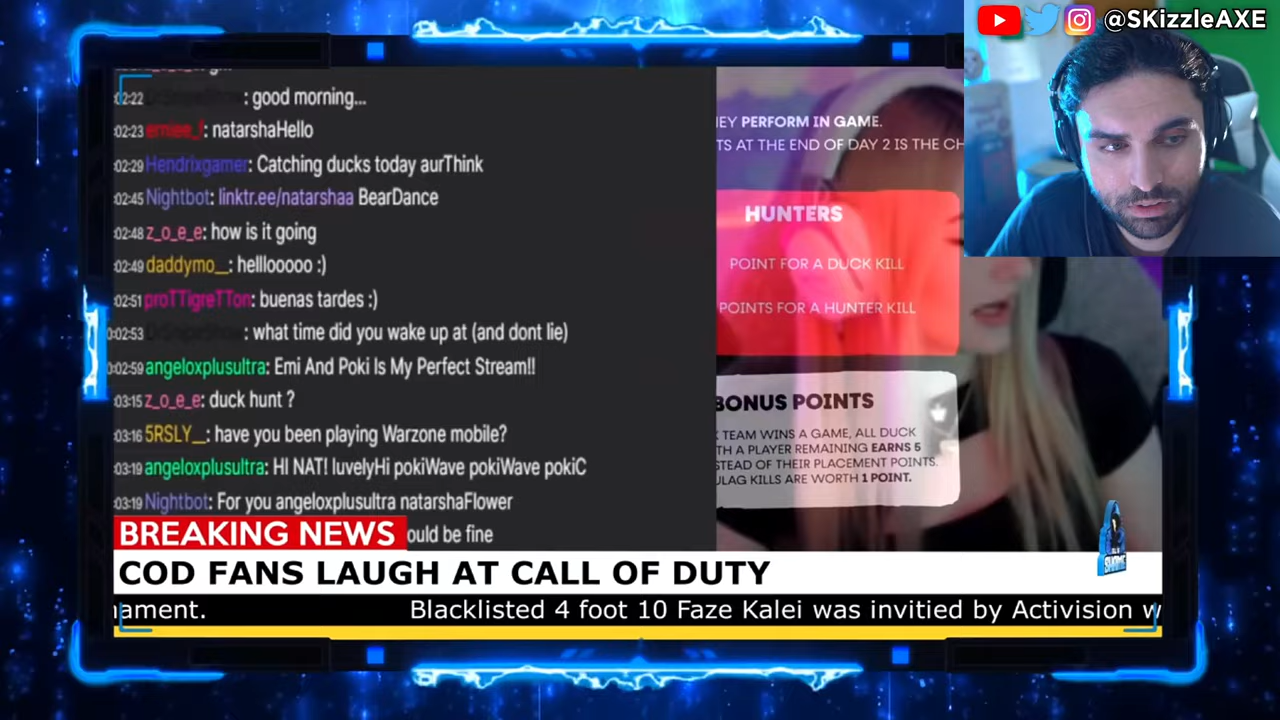 @SKizzleAXE
02:22 : good morning...
02:23 emiee_f: natarshaHello
02:29 Hendrixgamer: Catching ducks today aurThink
02:45 Nightbot: linktr.ee/natarshaa BearDance
02:48 z_o_e_e: how is it going
02:49 daddymo__: helllooooo :)
02:51 proTTigreTTon: buenas tardes :)
02:53 : what time did you wake up at (and dont lie)
0:02:59 angeloxplusultra: Emi And Poki Is My Perfect Stream!!
03:15 z_o_e_e: duck hunt ?
03:16 5RSLY__: have you been playing Warzone mobile?
03:19 angeloxplusultra: HI NAT! luvelyHi pokiWave pokiWave pokiC
03:19 Nightbot: For you angeloxplusultra natarshaFlower
ould be fine
EY PERFORM IN GAME.
TS AT THE END OF DAY 2 IS THE CH
HUNTERS
POINT FOR A DUCK KILL
POINTS FOR A HUNTER KILL
BONUS POINTS
K TEAM WINS A GAME, ALL DUCK
TH A PLAYER REMAINING EARNS 5
STEAD OF THEIR PLACEMENT POINTS.
ULAG KILLS ARE WORTH 1 POINT.
BREAKING NEWS
COD FANS LAUGH AT CALL OF DUTY
nament. Blacklisted 4 foot 10 Faze Kalei was invitied by Activision w